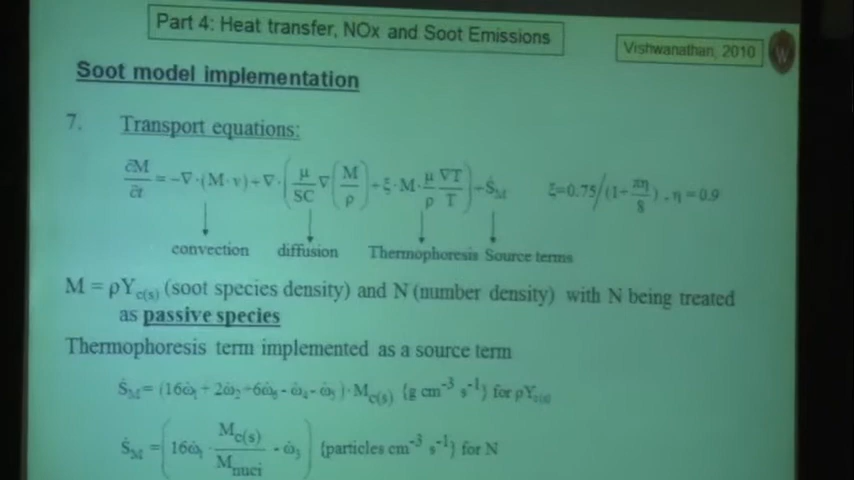 Part 4: Heat transfer, NOx and Soot Emissions
Vishwanathan, 2010
W
Soot model implementation
7. Transport equations:
∂M/∂t = -∇·(M·v) + ∇·(μ/SC ∇(M/ρ) + ξ·M·μ/ρ ∇T/T) + Ṡ_M ξ=0.75/(1+πη/8), η=0.9
convection diffusion Thermophoresis Source terms
M = ρY_c(s) (soot species density) and N (number density) with N being treated
as passive species
Thermophoresis term implemented as a source term
Ṡ_M = (16ω̇₁ + 2ω̇₂ + 6ω̇₆ - ω̇₄ - ω̇₅)·M_c(s) {g cm⁻³ s⁻¹} for ρY_c(s)
Ṡ_M = (16ω̇₁ · M_c(s)/M_nuci - ω̇₃) {particles cm⁻³ s⁻¹} for N